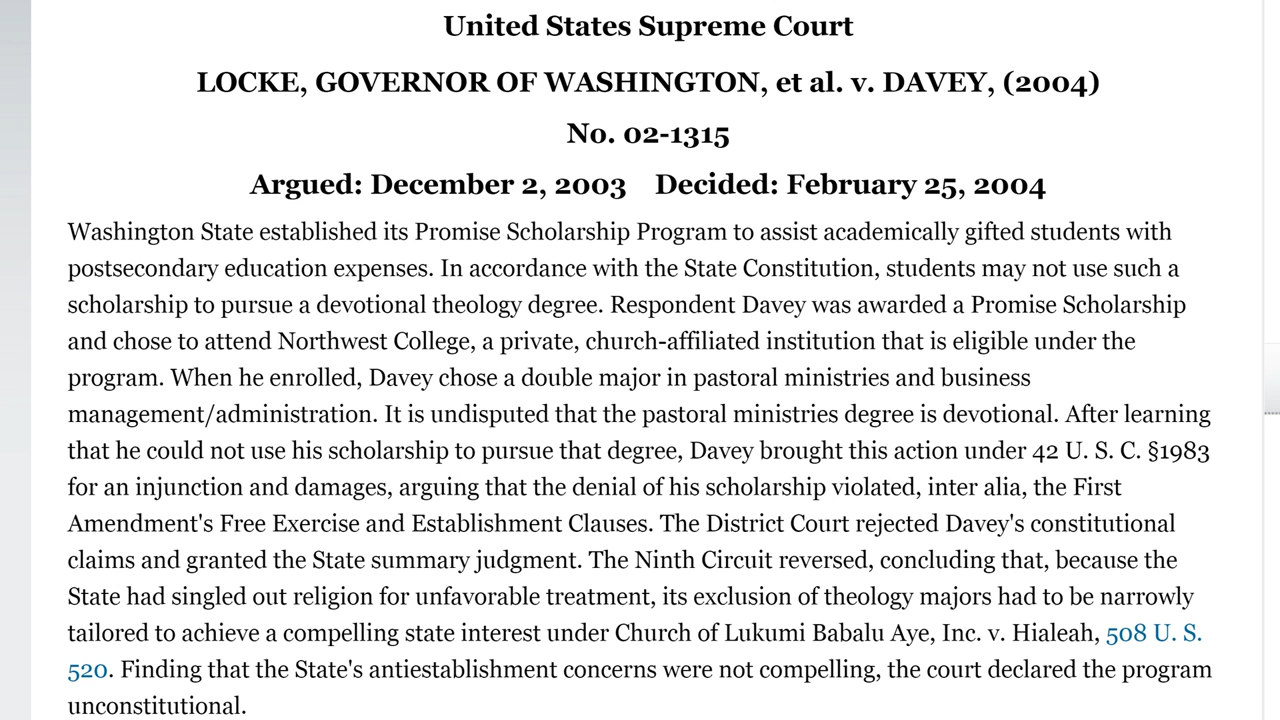 United States Supreme Court
LOCKE, GOVERNOR OF WASHINGTON, et al. v. DAVEY, (2004)
No. 02-1315
Argued: December 2, 2003 Decided: February 25, 2004
Washington State established its Promise Scholarship Program to assist academically gifted students with
postsecondary education expenses. In accordance with the State Constitution, students may not use such a
scholarship to pursue a devotional theology degree. Respondent Davey was awarded a Promise Scholarship
and chose to attend Northwest College, a private, church-affiliated institution that is eligible under the
program. When he enrolled, Davey chose a double major in pastoral ministries and business
management/administration. It is undisputed that the pastoral ministries degree is devotional. After learning
that he could not use his scholarship to pursue that degree, Davey brought this action under 42 U. S. C. §1983
for an injunction and damages, arguing that the denial of his scholarship violated, inter alia, the First
Amendment's Free Exercise and Establishment Clauses. The District Court rejected Davey's constitutional
claims and granted the State summary judgment. The Ninth Circuit reversed, concluding that, because the
State had singled out religion for unfavorable treatment, its exclusion of theology majors had to be narrowly
tailored to achieve a compelling state interest under Church of Lukumi Babalu Aye, Inc. v. Hialeah, 508 U. S.
520. Finding that the State's antiestablishment concerns were not compelling, the court declared the program
unconstitutional.